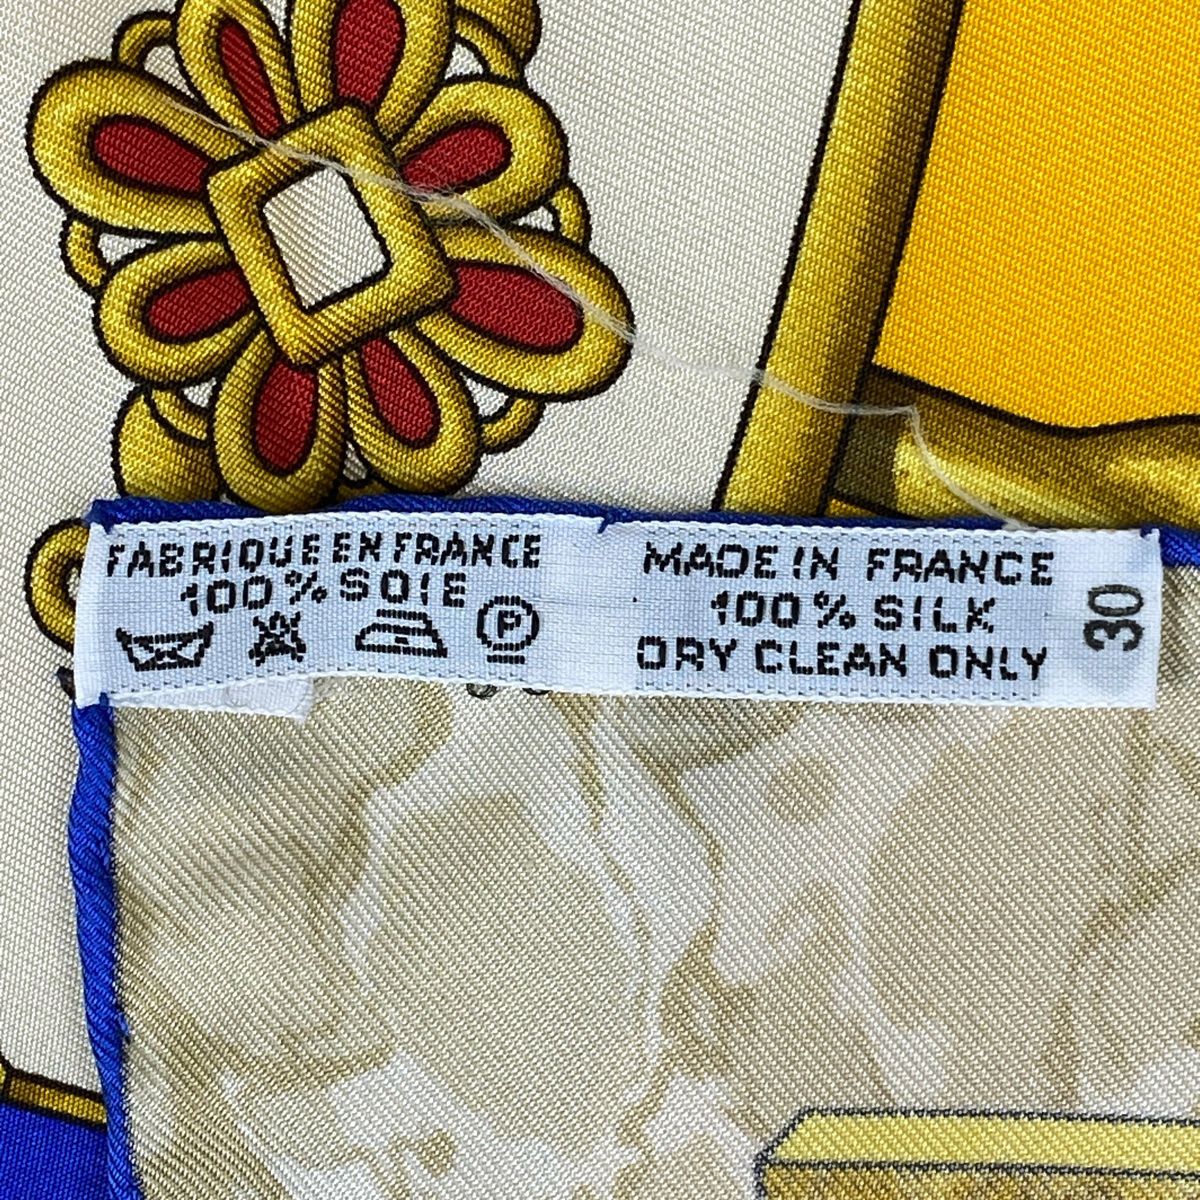 FABRIQUE EN FRANCE
100% SOIE
P
MADE IN FRANCE
100% SILK
DRY CLEAN ONLY
30